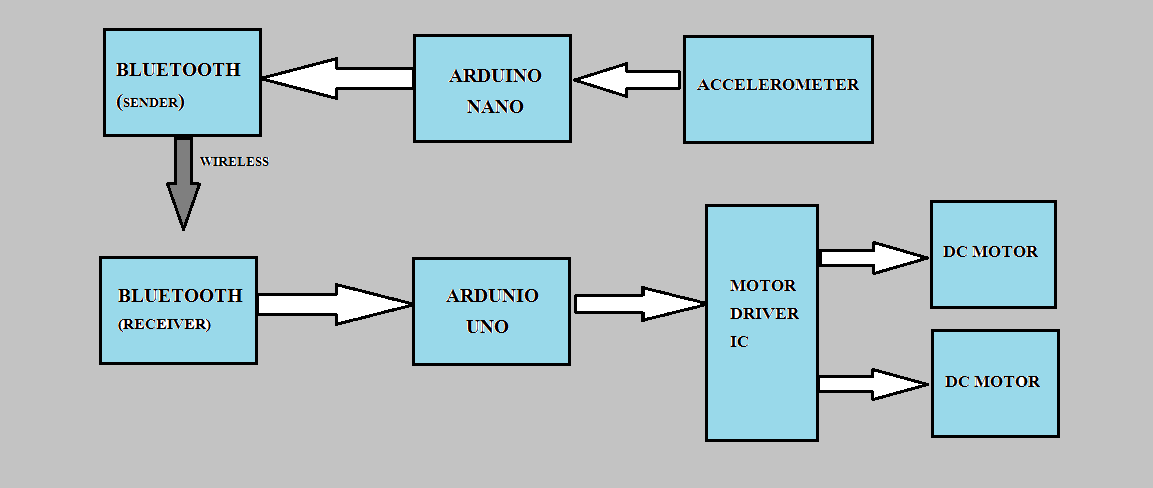 BLUETOOTH
(SENDER)
ARDUINO
NANO
ACCELEROMETER
WIRELESS
BLUETOOTH
(RECEIVER)
ARDUNIO
UNO
MOTOR
DRIVER
IC
DC MOTOR
DC MOTOR